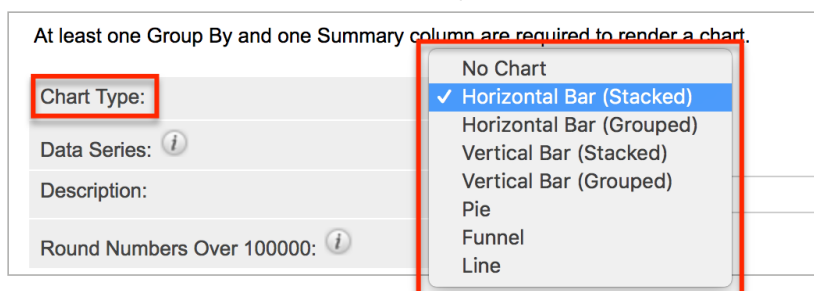 At least one Group By and one Summary column are required to render a chart.
Chart Type:
No Chart
✓ Horizontal Bar (Stacked)
Horizontal Bar (Grouped)
Vertical Bar (Stacked)
Vertical Bar (Grouped)
Pie
Funnel
Line
Data Series: i
Description:
Round Numbers Over 100000: i